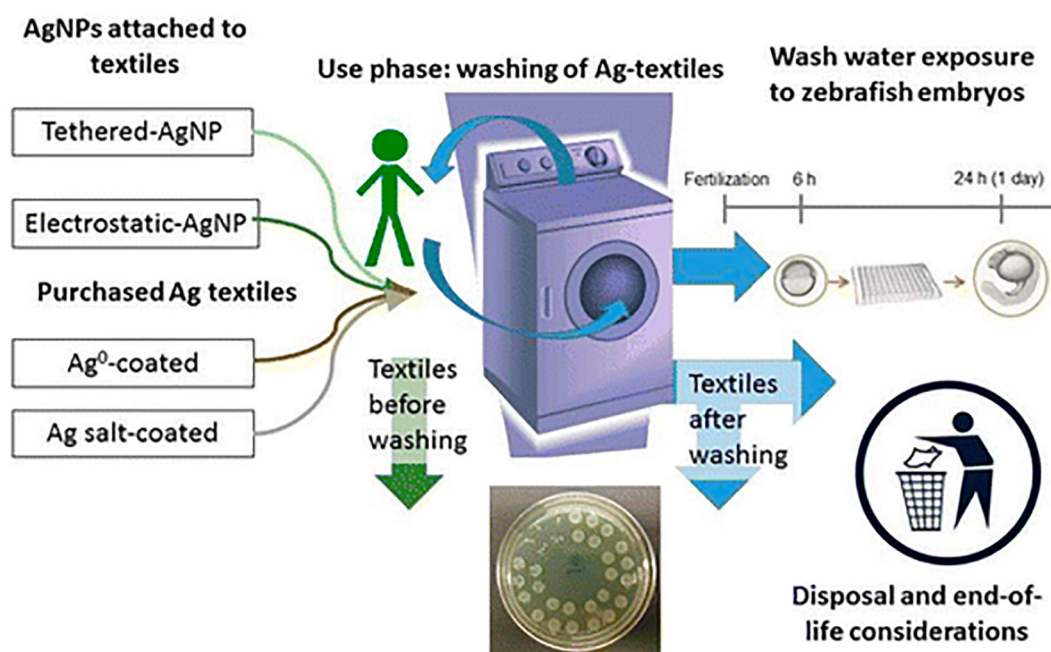 AgNPs attached to
textiles
Tethered-AgNP
Electrostatic-AgNP
Purchased Ag textiles
Ag⁰-coated
Ag salt-coated
Use phase: washing of Ag-textiles
Textiles
before
washing
Textiles
after
washing
Wash water exposure
to zebrafish embryos
Fertilization
6 h
24 h (1 day)
Disposal and end-of-
life considerations